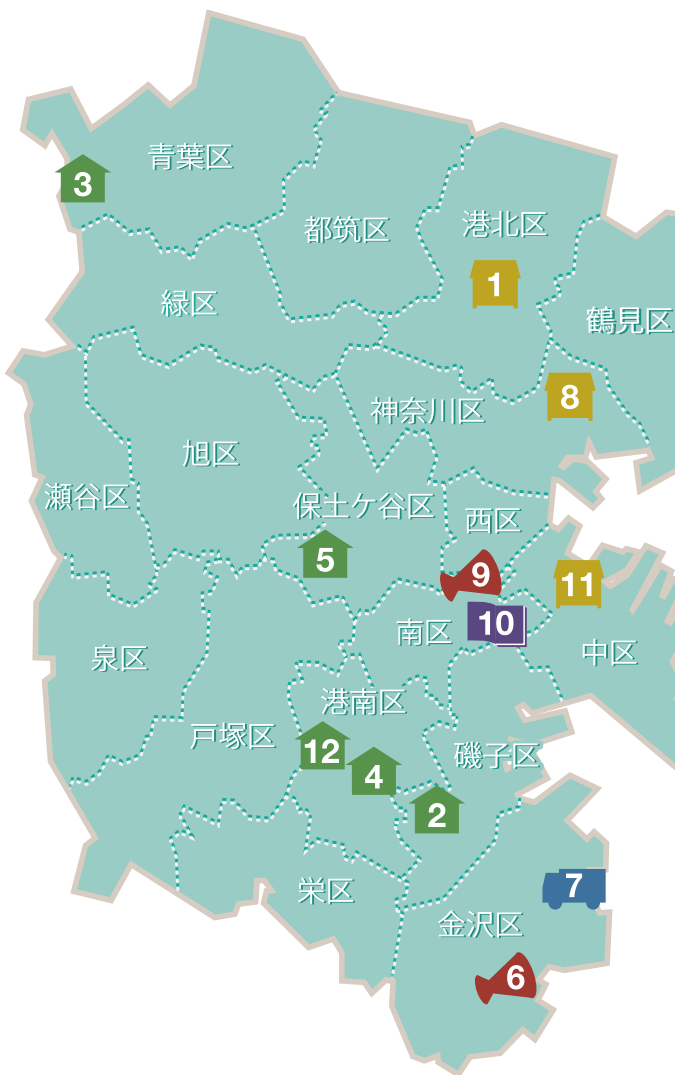 青葉区
3
都筑区
港北区
1
緑区
鶴見区
8
神奈川区
旭区
瀬谷区
保土ケ谷区
西区
5
9
11
10
南区
中区
泉区
港南区
戸塚区
12
磯子区
4
2
7
栄区
金沢区
6